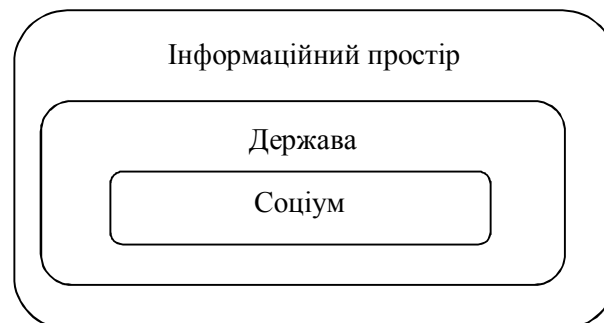 Інформаційний простір
Держава
Соціум